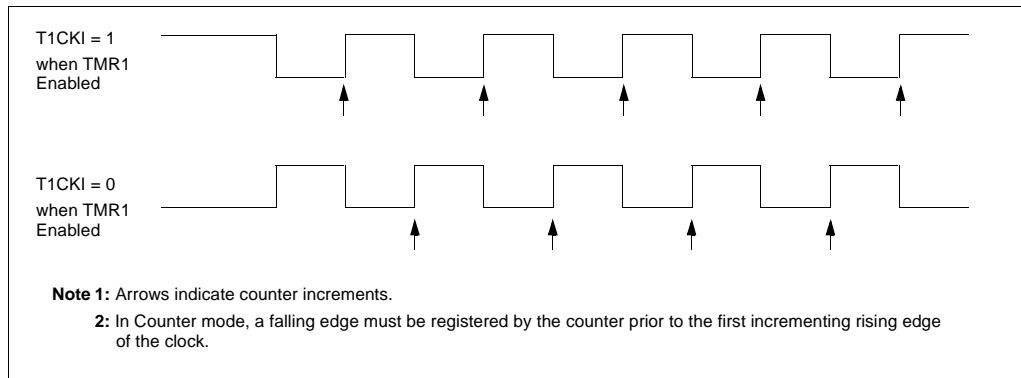 T1CKI = 1
when TMR1
Enabled
T1CKI = 0
when TMR1
Enabled
Note 1: Arrows indicate counter increments.
2: In Counter mode, a falling edge must be registered by the counter prior to the first incrementing rising edge
of the clock.